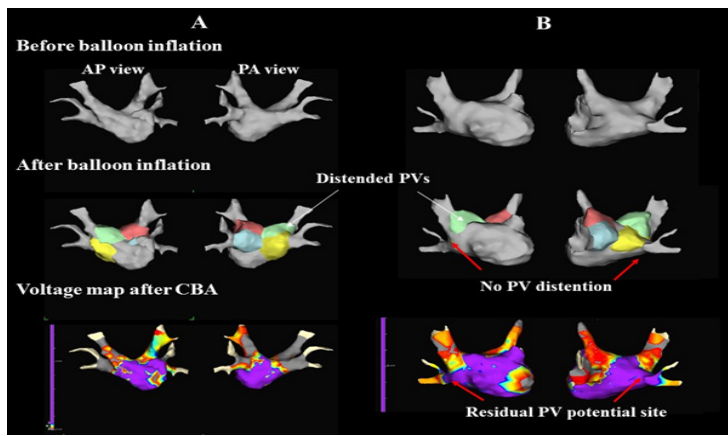 A
B
Before balloon inflation
AP view
PA view
After balloon inflation
Distended PVs
No PV distention
Voltage map after CBA
Residual PV potential site